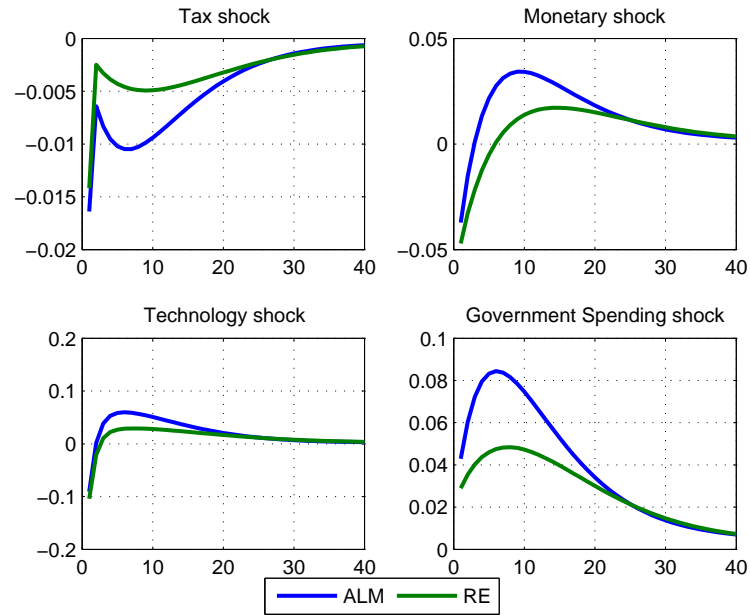 Tax shock
0
−0.005
−0.01
−0.015
−0.02
0 10 20 30 40
Monetary shock
0.05
0
−0.05
0 10 20 30 40
Technology shock
0.2
0.1
0
−0.1
−0.2
0 10 20 30 40
Government Spending shock
0.1
0.08
0.06
0.04
0.02
0
0 10 20 30 40
ALM RE